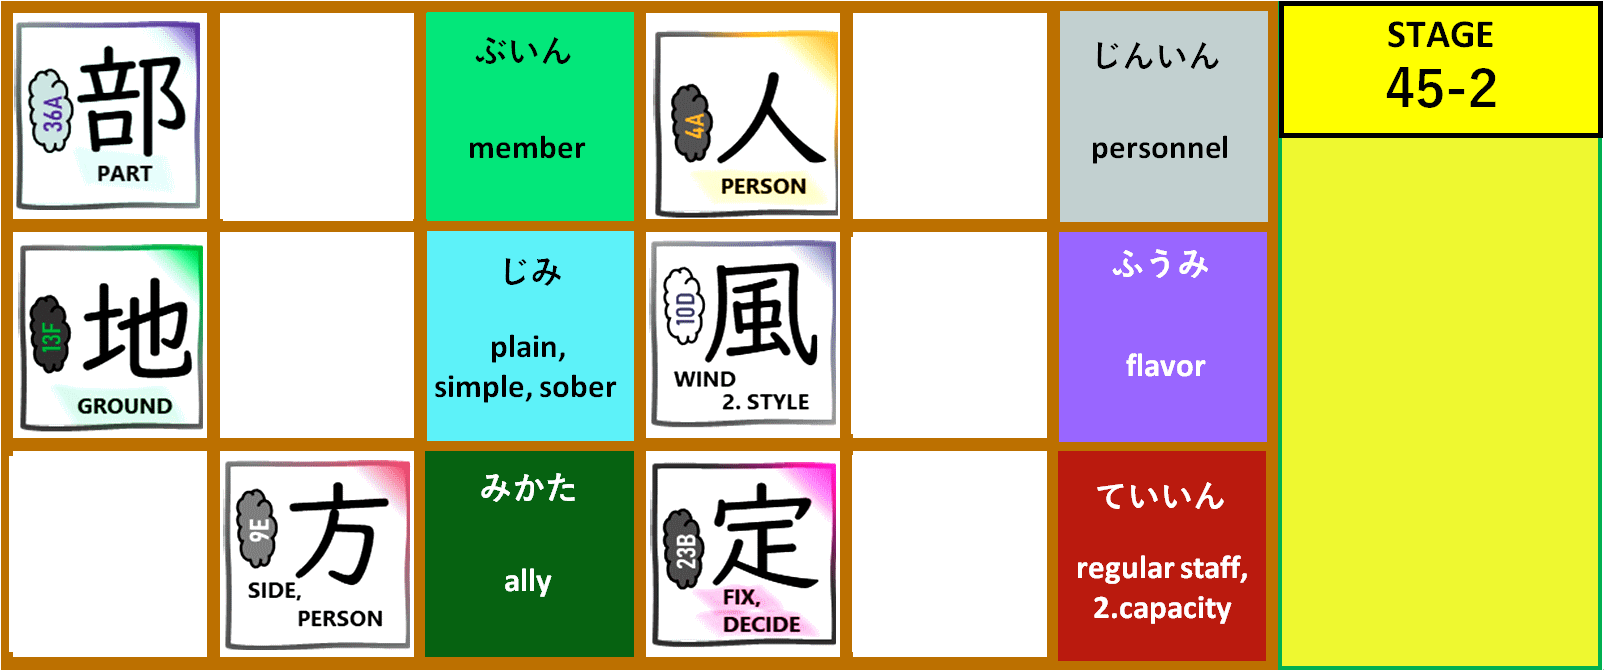 部
36A
PART
ぶいん
member
人
4A
PERSON
じんいん
personnel
STAGE
45-2
地
13F
GROUND
じみ
plain,
simple, sober
風
10D
WIND
2. STYLE
ふうみ
flavor
方
9E
SIDE,
PERSON
みかた
ally
定
23B
FIX,
DECIDE
ていいん
regular staff,
2.capacity